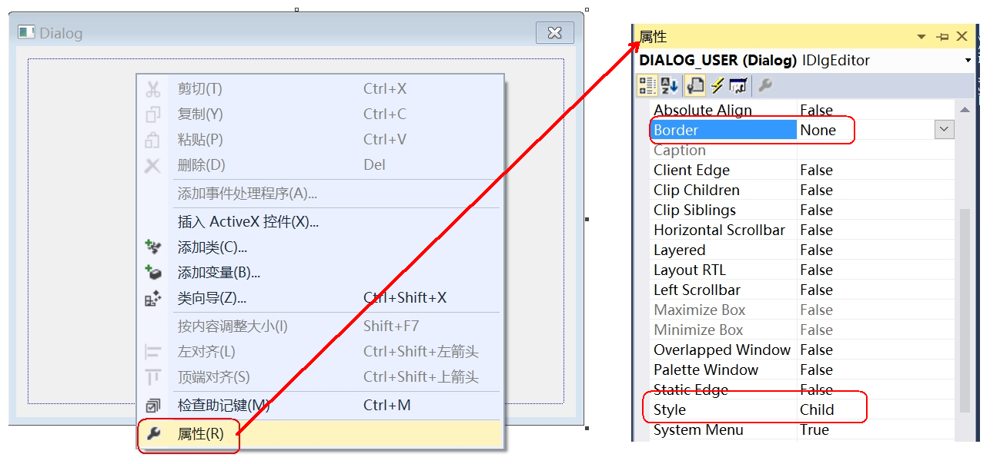 Dialog
剪切(T) Ctrl+X
复制(Y) Ctrl+C
粘贴(P) Ctrl+V
删除(D) Del
添加事件处理程序(A)...
插入 ActiveX 控件(X)...
添加类(C)...
添加变量(B)...
类向导(Z)... Ctrl+Shift+X
按内容调整大小(I) Shift+F7
左对齐(L) Ctrl+Shift+左箭头
顶端对齐(S) Ctrl+Shift+上箭头
检查助记键(M) Ctrl+M
属性(R)
属性
DIALOG_USER (Dialog) IDlgEditor
Absolute Align False
Border None
Caption
Client Edge False
Clip Children False
Clip Siblings False
Horizontal Scrollbar False
Layered False
Layout RTL False
Left Scrollbar False
Maximize Box False
Minimize Box False
Overlapped Window False
Palette Window False
Static Edge False
Style Child
System Menu True